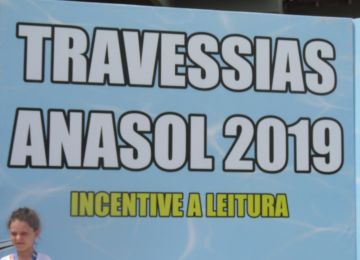 TRAVESSIAS
ANASOL 2019
INCENTIVE A LEITURA